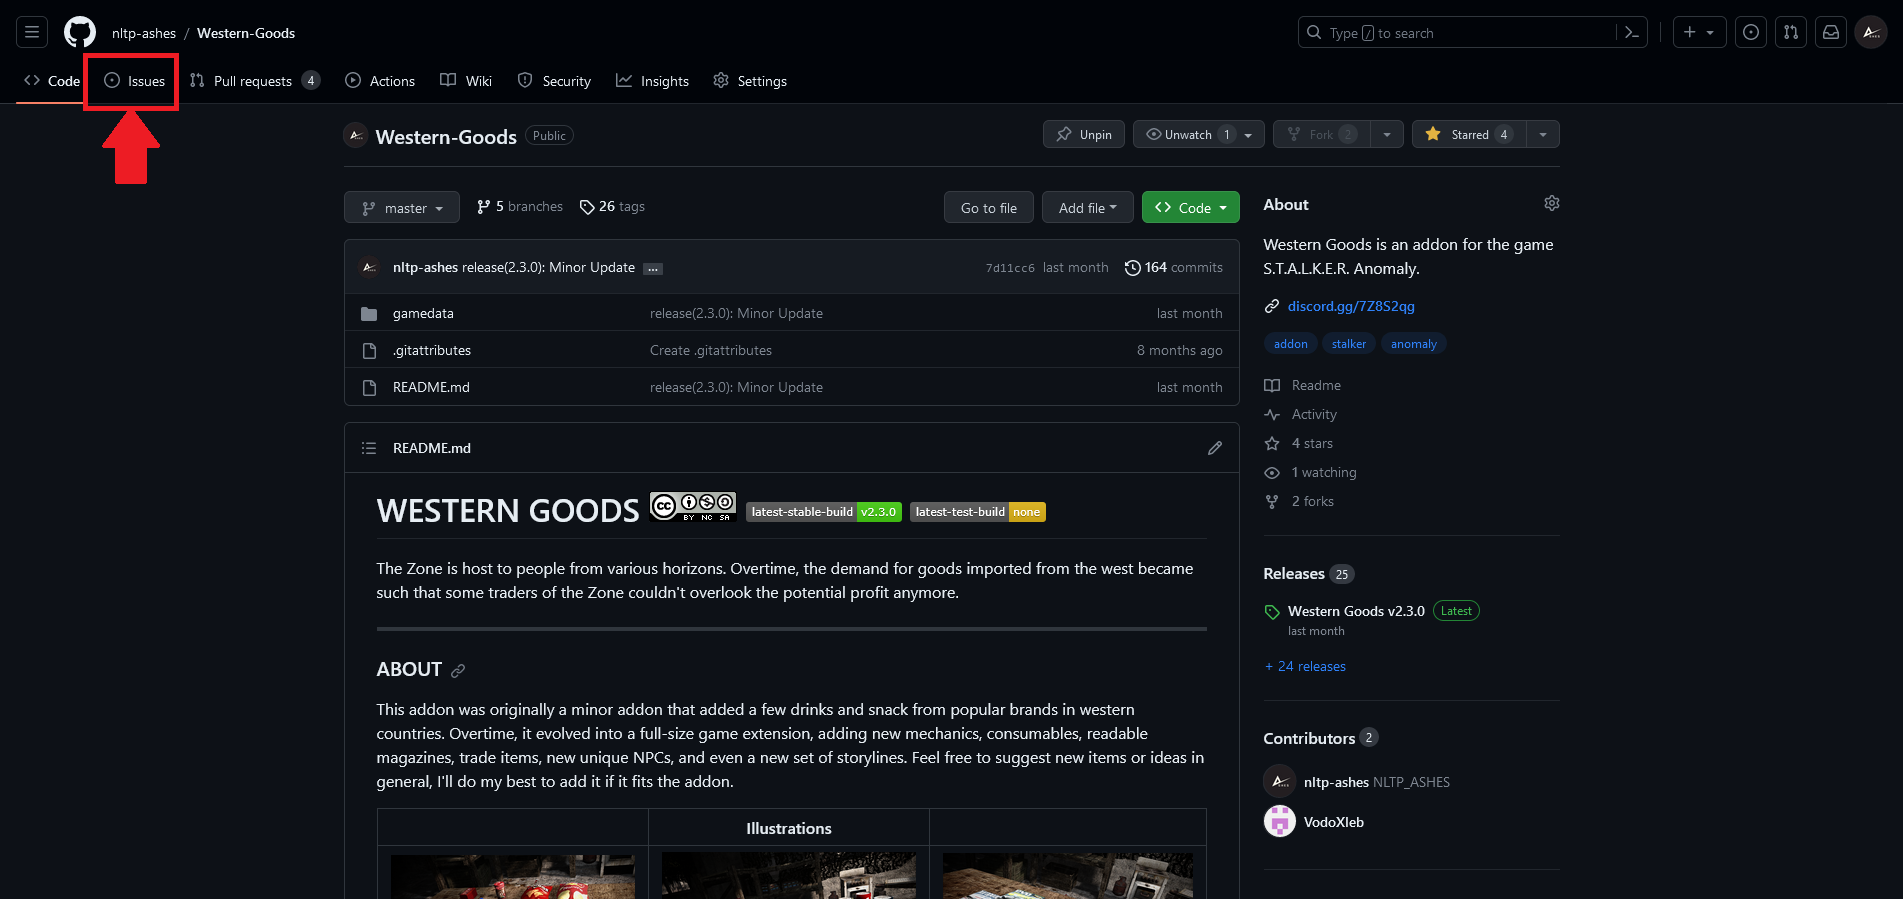 nltp-ashes / Western-Goods
Type / to search
Code
Issues
Pull requests 4
Actions
Wiki
Security
Insights
Settings
Western-Goods Public
Unpin
Unwatch 1
Fork 2
Starred 4
master
5 branches
26 tags
Go to file
Add file
Code
nltp-ashes release(2.3.0): Minor Update ...
7d11cc6 last month
164 commits
gamedata release(2.3.0): Minor Update last month
.gitattributes Create .gitattributes 8 months ago
README.md release(2.3.0): Minor Update last month
README.md
WESTERN GOODS
cc BY NC SA
latest-stable-build v2.3.0
latest-test-build none
The Zone is host to people from various horizons. Overtime, the demand for goods imported from the west became
such that some traders of the Zone couldn't overlook the potential profit anymore.
ABOUT
This addon was originally a minor addon that added a few drinks and snack from popular brands in western
countries. Overtime, it evolved into a full-size game extension, adding new mechanics, consumables, readable
magazines, trade items, new unique NPCs, and even a new set of storylines. Feel free to suggest new items or ideas in
general, I'll do my best to add it if it fits the addon.
Illustrations
About
Western Goods is an addon for the game
S.T.A.L.K.E.R. Anomaly.
discord.gg/7Z8S2qg
addon stalker anomaly
Readme
Activity
4 stars
1 watching
2 forks
Releases 25
Western Goods v2.3.0 Latest
last month
+ 24 releases
Contributors 2
nltp-ashes NLTP_ASHES
VodoXleb